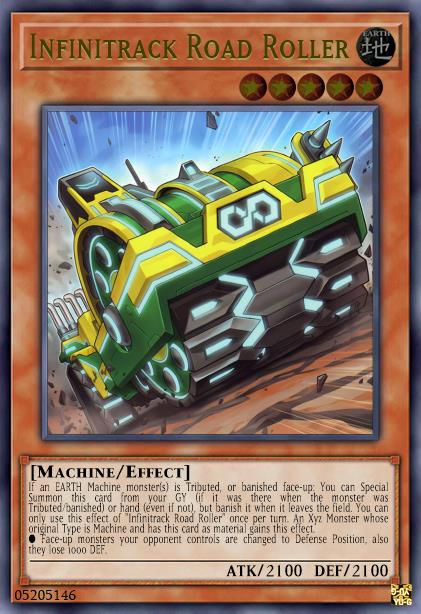 INFINITRACK ROAD ROLLER
EARTH
地
[MACHINE/EFFECT]
If an EARTH Machine monster(s) is Tributed, or banished face-up: You can Special
Summon this card from your GY (if it was there when the monster was
Tributed/banished) or hand (even if not), but banish it when it leaves the field. You can
only use this effect of "Infinitrack Road Roller" once per turn. An Xyz Monster whose
original Type is Machine and has this card as material gains this effect.
● Face-up monsters your opponent controls are changed to Defense Position, also
they lose 1000 DEF.
ATK/2100 DEF/2100
05205146